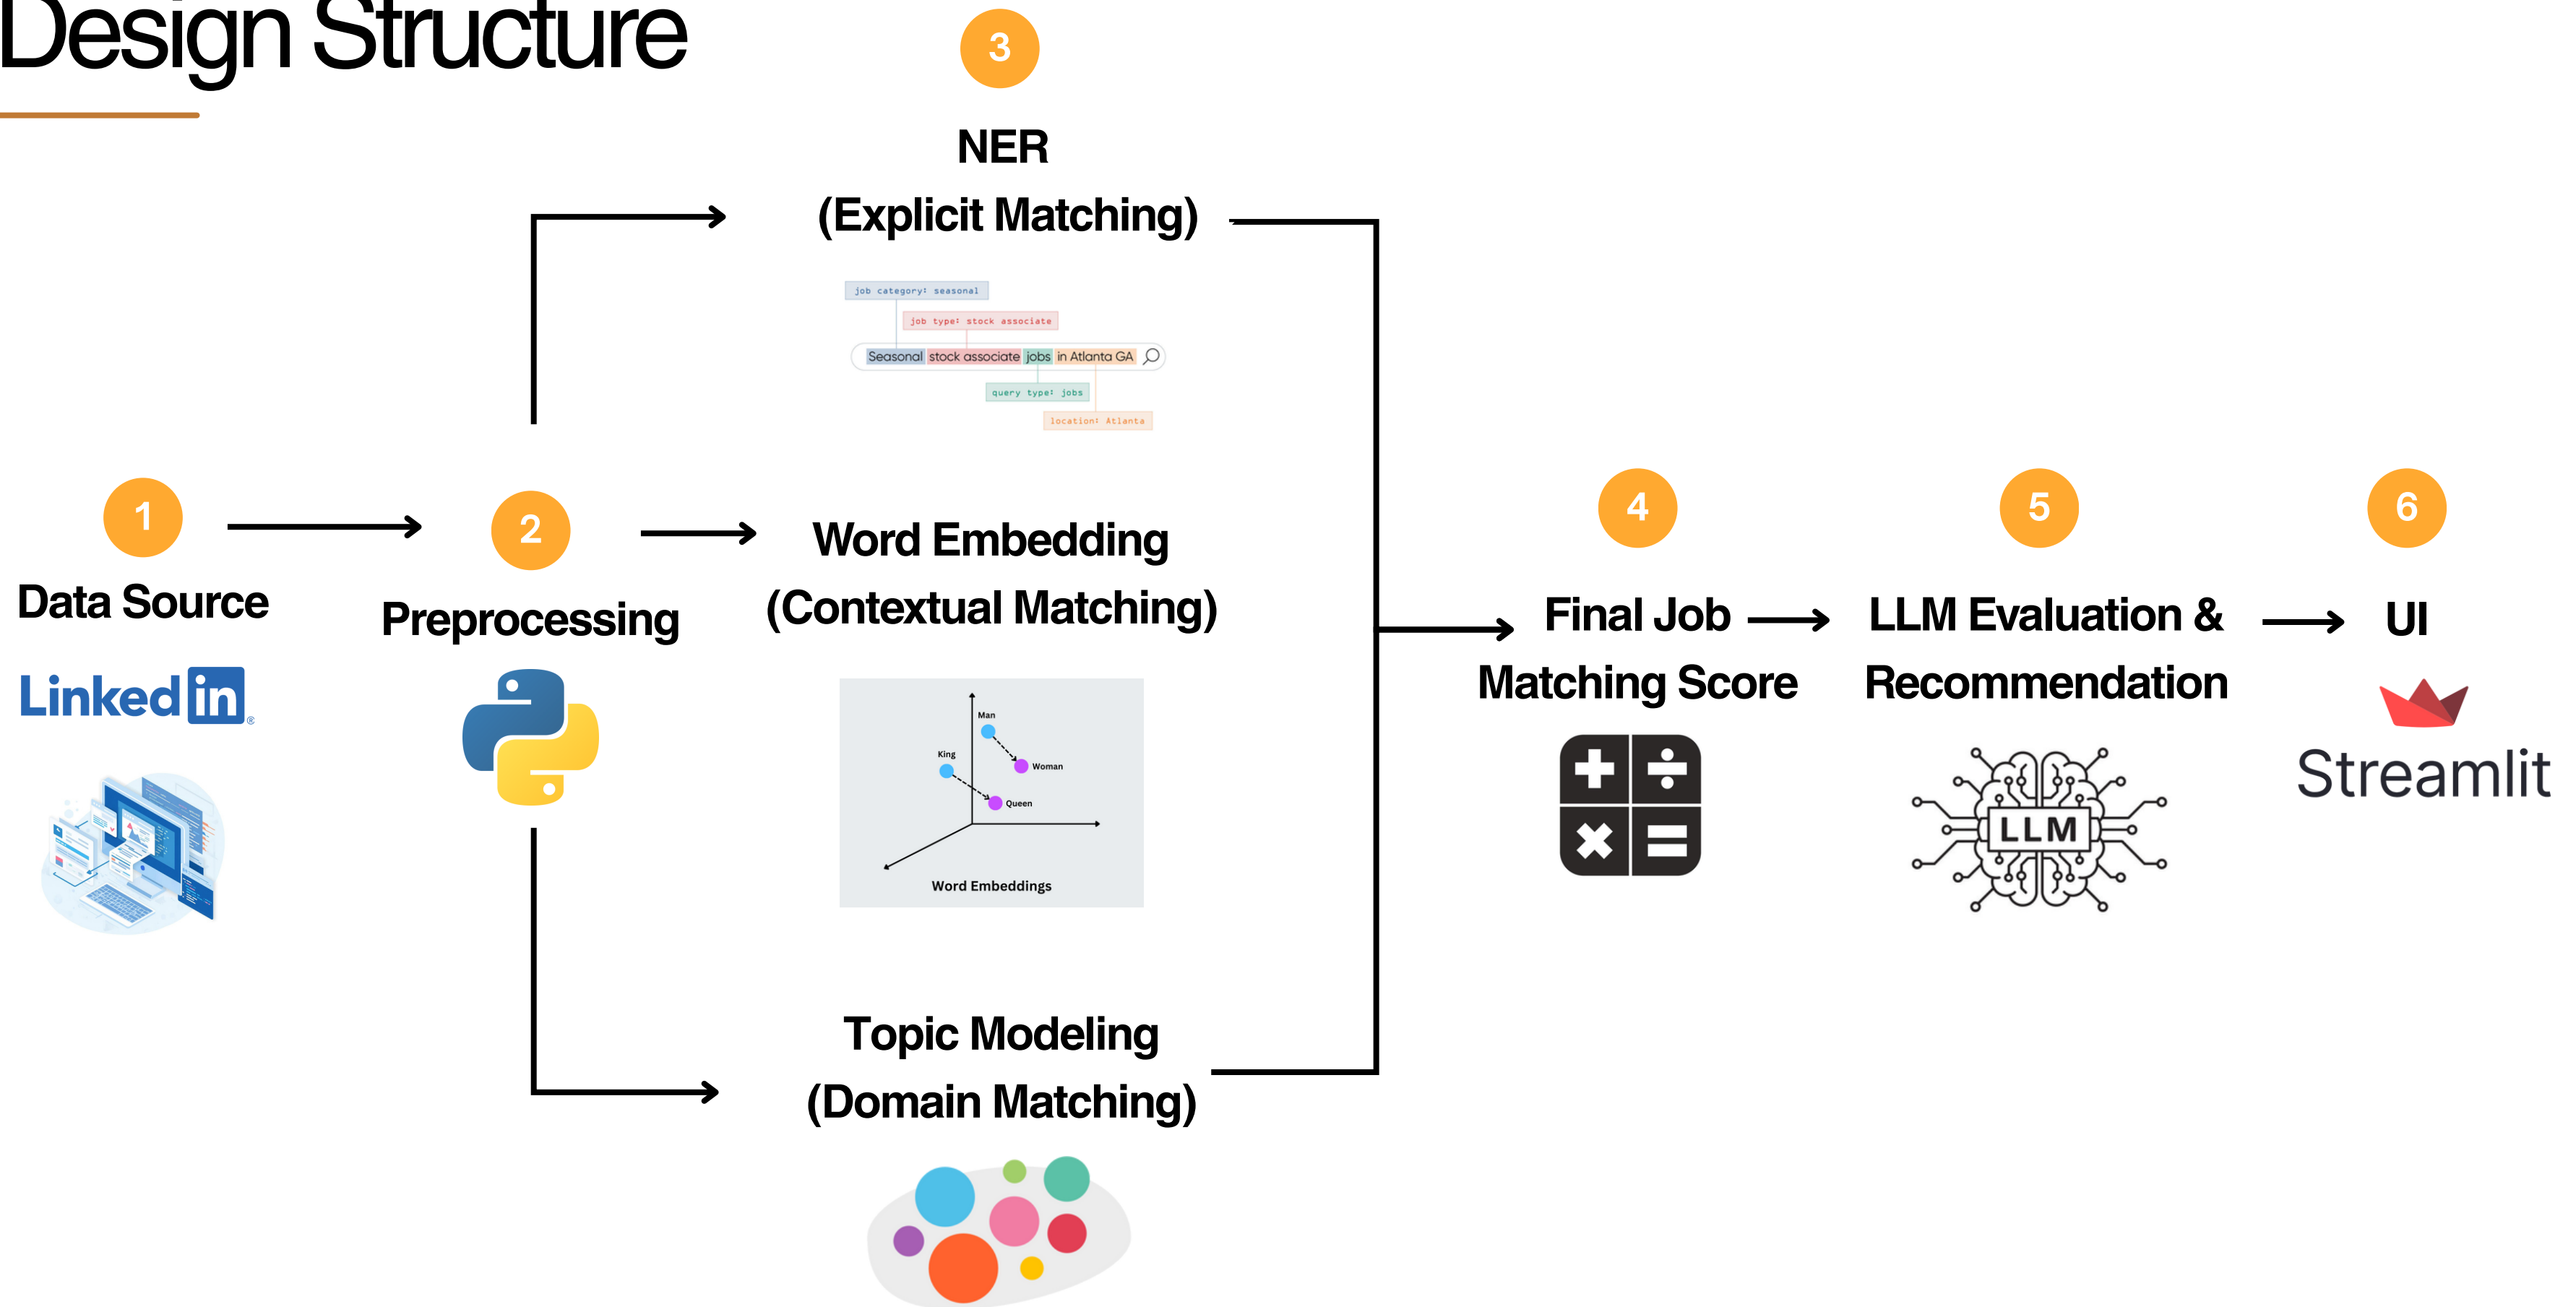 Design Structure
3
NER
(Explicit Matching)
job category: seasonal
job type: stock associate
Seasonal stock associate jobs in Atlanta GA
query type: jobs
location: Atlanta
1
Data Source
Linked in ®
2
Preprocessing
Word Embedding
(Contextual Matching)
Man
King
Woman
Queen
Word Embeddings
Topic Modeling
(Domain Matching)
4
Final Job
Matching Score
5
LLM Evaluation &
Recommendation
LLM
6
UI
Streamlit